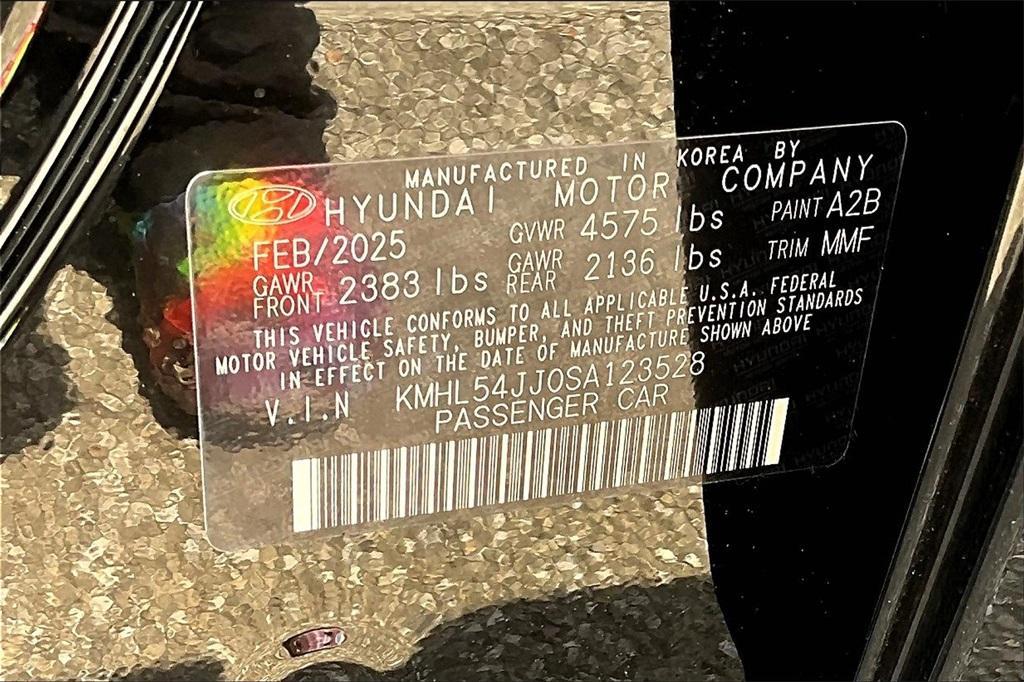 MANUFACTURED IN KOREA BY
HYUNDAI MOTOR COMPANY
FEB/2025 GVWR 4575 lbs PAINT A2B
GAWR FRONT 2383 lbs GAWR REAR 2136 lbs TRIM MMF
THIS VEHICLE CONFORMS TO ALL APPLICABLE U.S.A. FEDERAL
MOTOR VEHICLE SAFETY, BUMPER, AND THEFT PREVENTION STANDARDS
IN EFFECT ON THE DATE OF MANUFACTURE SHOWN ABOVE
V.I.N KMHL54JJ0SA123528
PASSENGER CAR